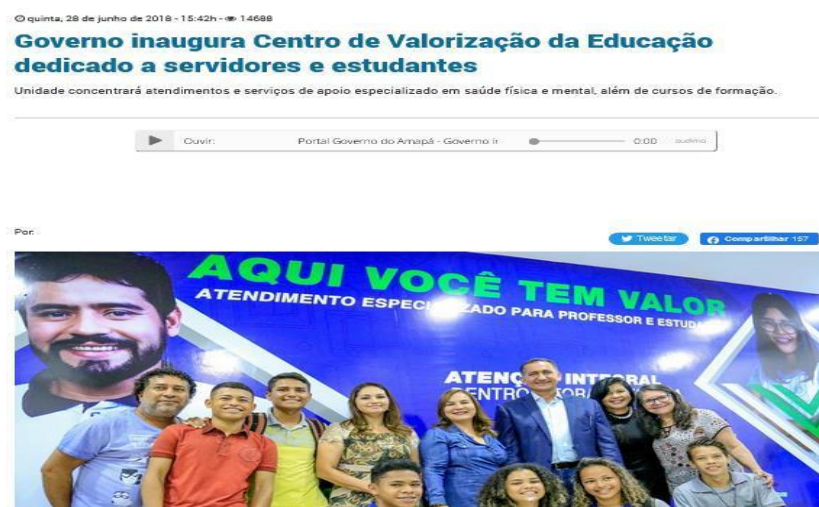 quinta, 28 de junho de 2018 - 15:42h - 14688
Governo inaugura Centro de Valorização da Educação
dedicado a servidores e estudantes
Unidade concentrará atendimentos e serviços de apoio especializado em saúde física e mental, além de cursos de formação.
Ouvir: Portal Governo do Amapá - Governo ir 0:00 audima
Por:
Tweetar Compartilhar 157
AQUI VOCÊ TEM VALOR
ATENDIMENTO ESPEC ZADO PARA PROFESSOR E ESTUD
ATENÇ INTEGRAL
CENTRO